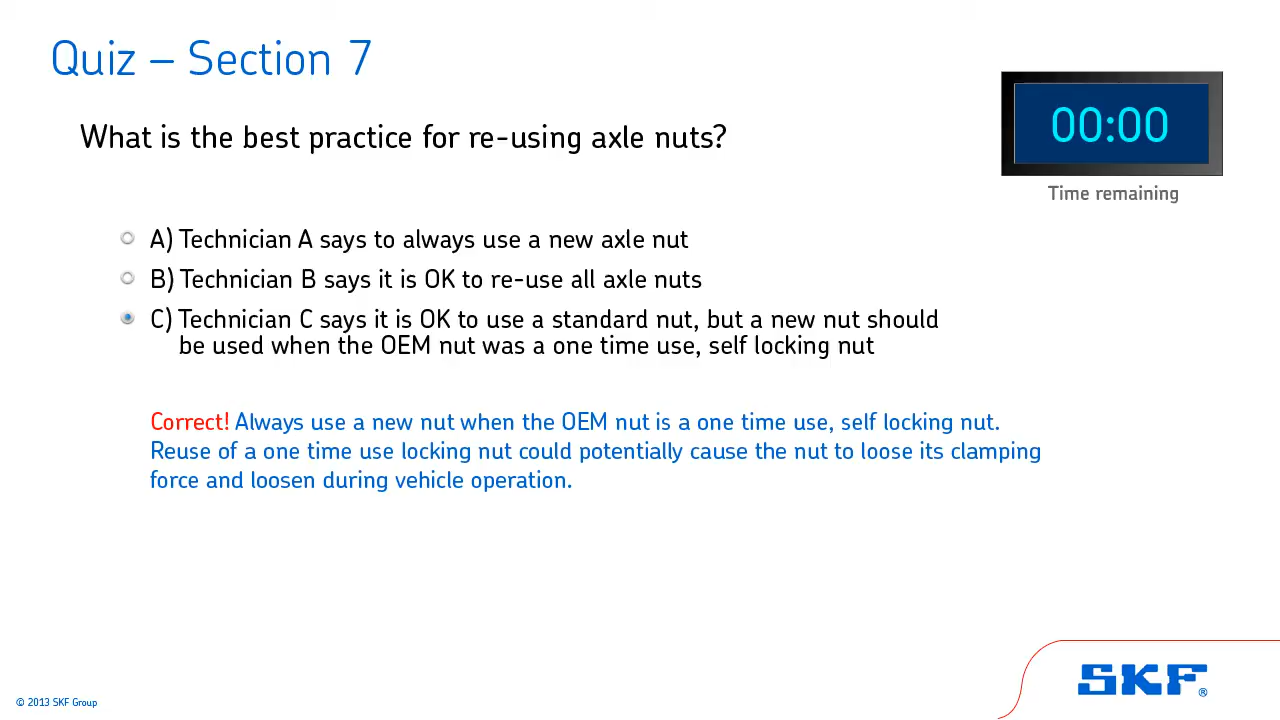 Quiz – Section 7
00:00
Time remaining
What is the best practice for re-using axle nuts?
A) Technician A says to always use a new axle nut
B) Technician B says it is OK to re-use all axle nuts
C) Technician C says it is OK to use a standard nut, but a new nut should
be used when the OEM nut was a one time use, self locking nut
Correct! Always use a new nut when the OEM nut is a one time use, self locking nut.
Reuse of a one time use locking nut could potentially cause the nut to loose its clamping
force and loosen during vehicle operation.
© 2013 SKF Group
SKF®